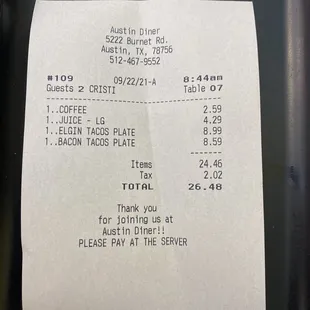 Austin Diner
5222 Burnet Rd.
Austin, TX, 78756
512-467-9552
#109 09/22/21-A 8:44am
Guests 2 CRISTI Table 07
1..COFFEE 2.59
1..JUICE - LG 4.29
1..ELGIN TACOS PLATE 8.99
1..BACON TACOS PLATE 8.59
Items 24.46
Tax 2.02
TOTAL 26.48
Thank you
for joining us at
Austin Diner!!
PLEASE PAY AT THE SERVER